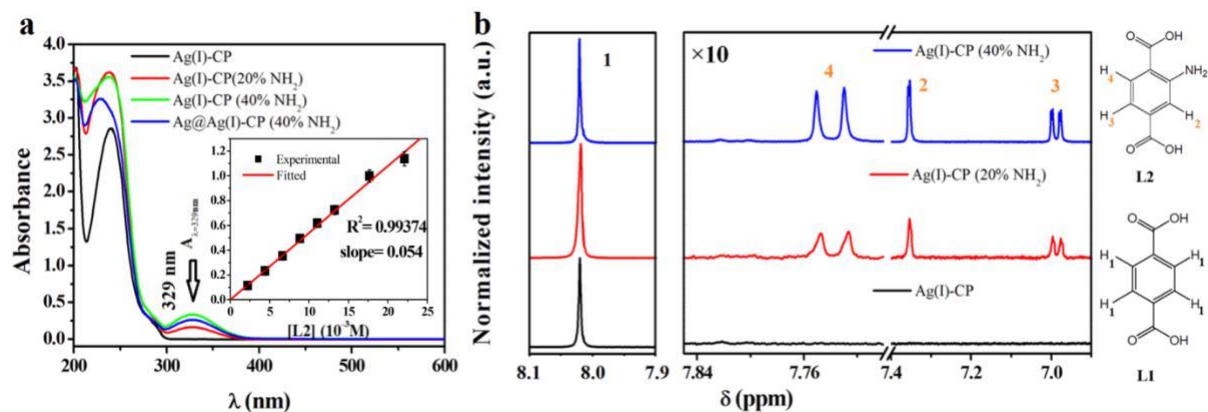 a
Absorbance
4.0
3.5
3.0
2.5
2.0
1.5
1.0
0.5
0.0
Ag(I)-CP
Ag(I)-CP(20% NH2)
Ag(I)-CP (40% NH2)
Ag@Ag(I)-CP (40% NH2)
329 nm
Aλ=329nm
1.2
1.0
0.8
0.6
0.4
0.2
0.0
Experimental
Fitted
R2= 0.99374
slope= 0.054
0 5 10 15 20 25
[L2] (10-3M)
200 300 400 500 600
λ (nm)
b
Normalized intensity (a.u.)
1
8.1 8.0 7.9
×10
Ag(I)-CP (40% NH2)
4
2
3
Ag(I)-CP (20% NH2)
Ag(I)-CP
7.84 7.76 7.4 7.2 7.0
δ (ppm)
O OH
H4 NH2
H3 H2
O OH
L2
O OH
H1 H1
H1 H1
O OH
L1